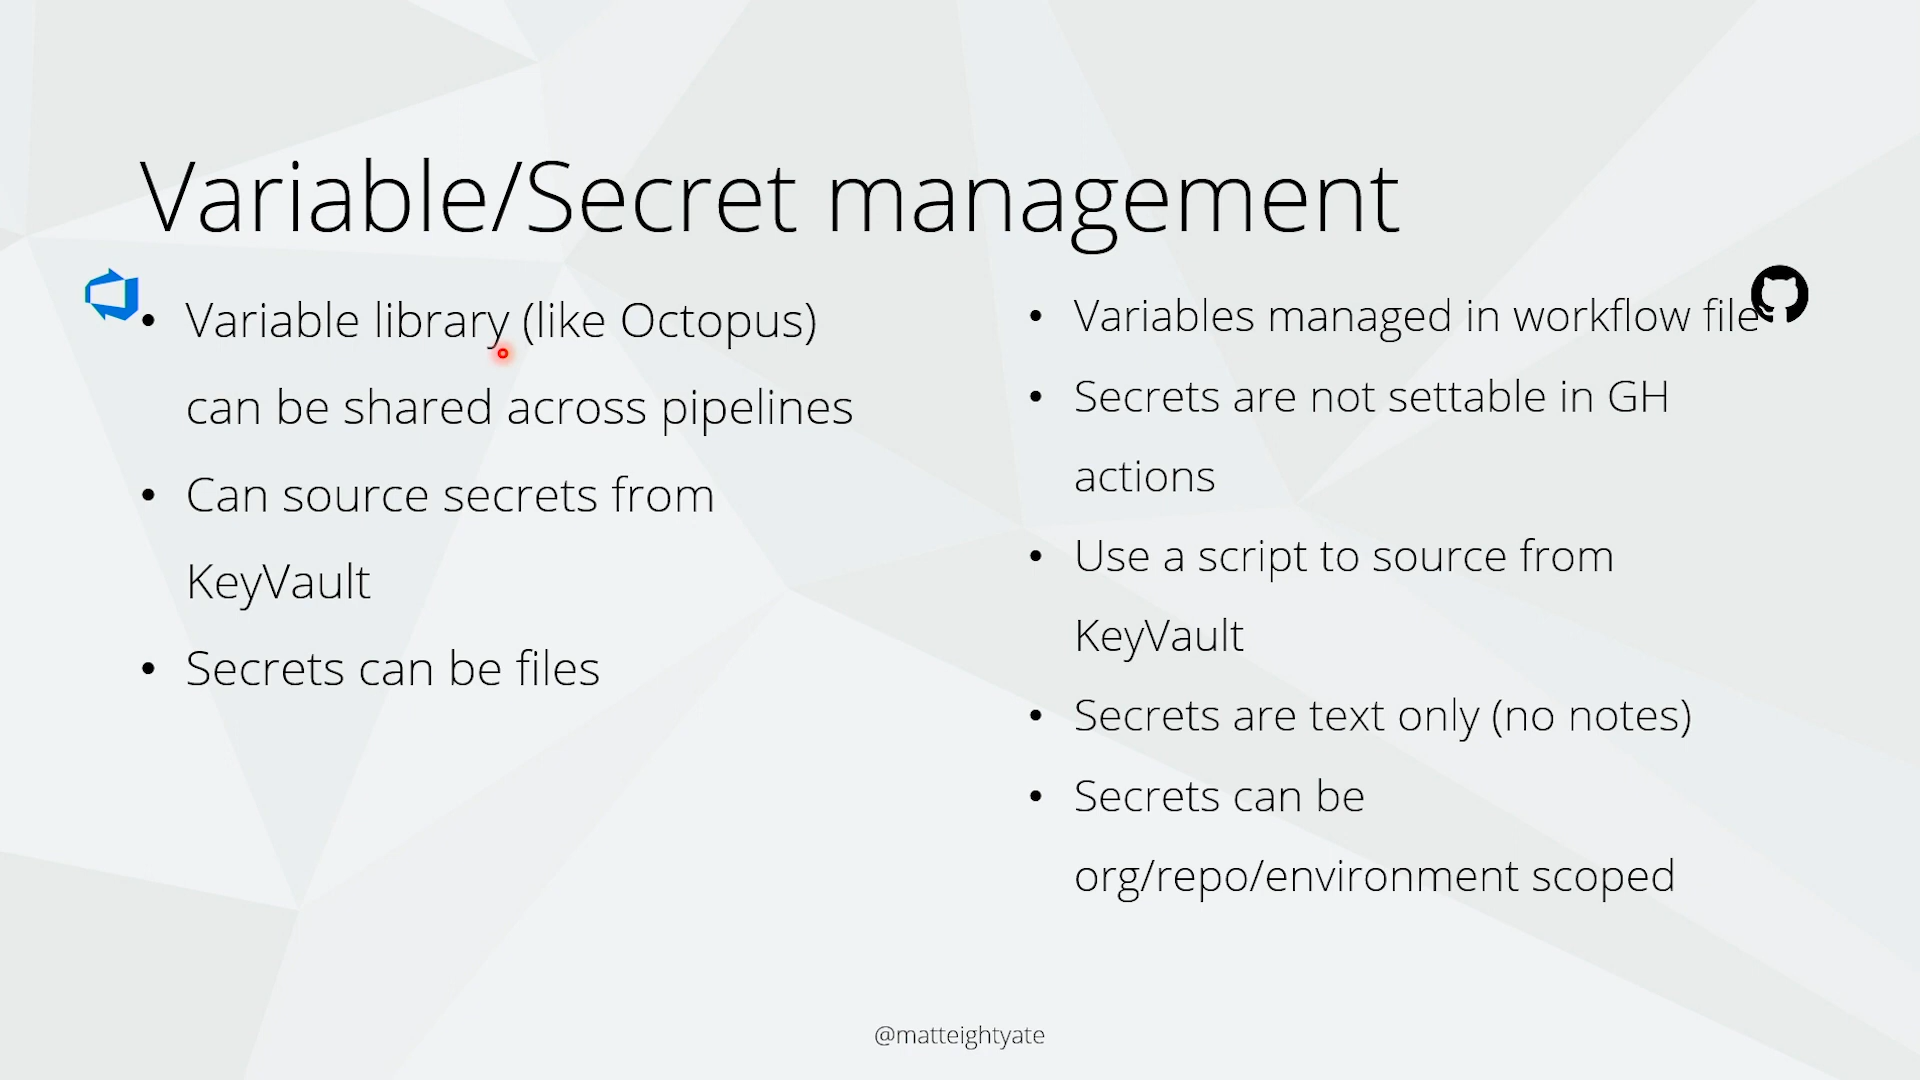 Variable/Secret management
• Variable library (like Octopus)
can be shared across pipelines
• Can source secrets from
KeyVault
• Secrets can be files
• Variables managed in workflow file
• Secrets are not settable in GH
actions
• Use a script to source from
KeyVault
• Secrets are text only (no notes)
• Secrets can be
org/repo/environment scoped
@matteightyate